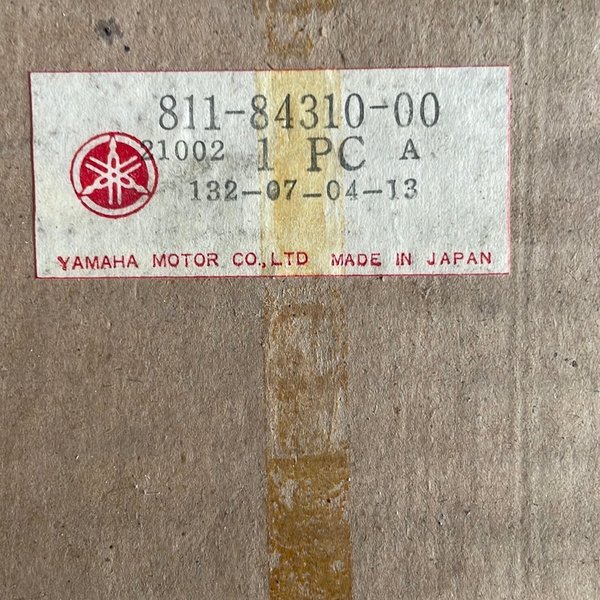 811-84310-00
21002 1 PC A
132-07-04-13
YAMAHA MOTOR CO.,LTD MADE IN JAPAN